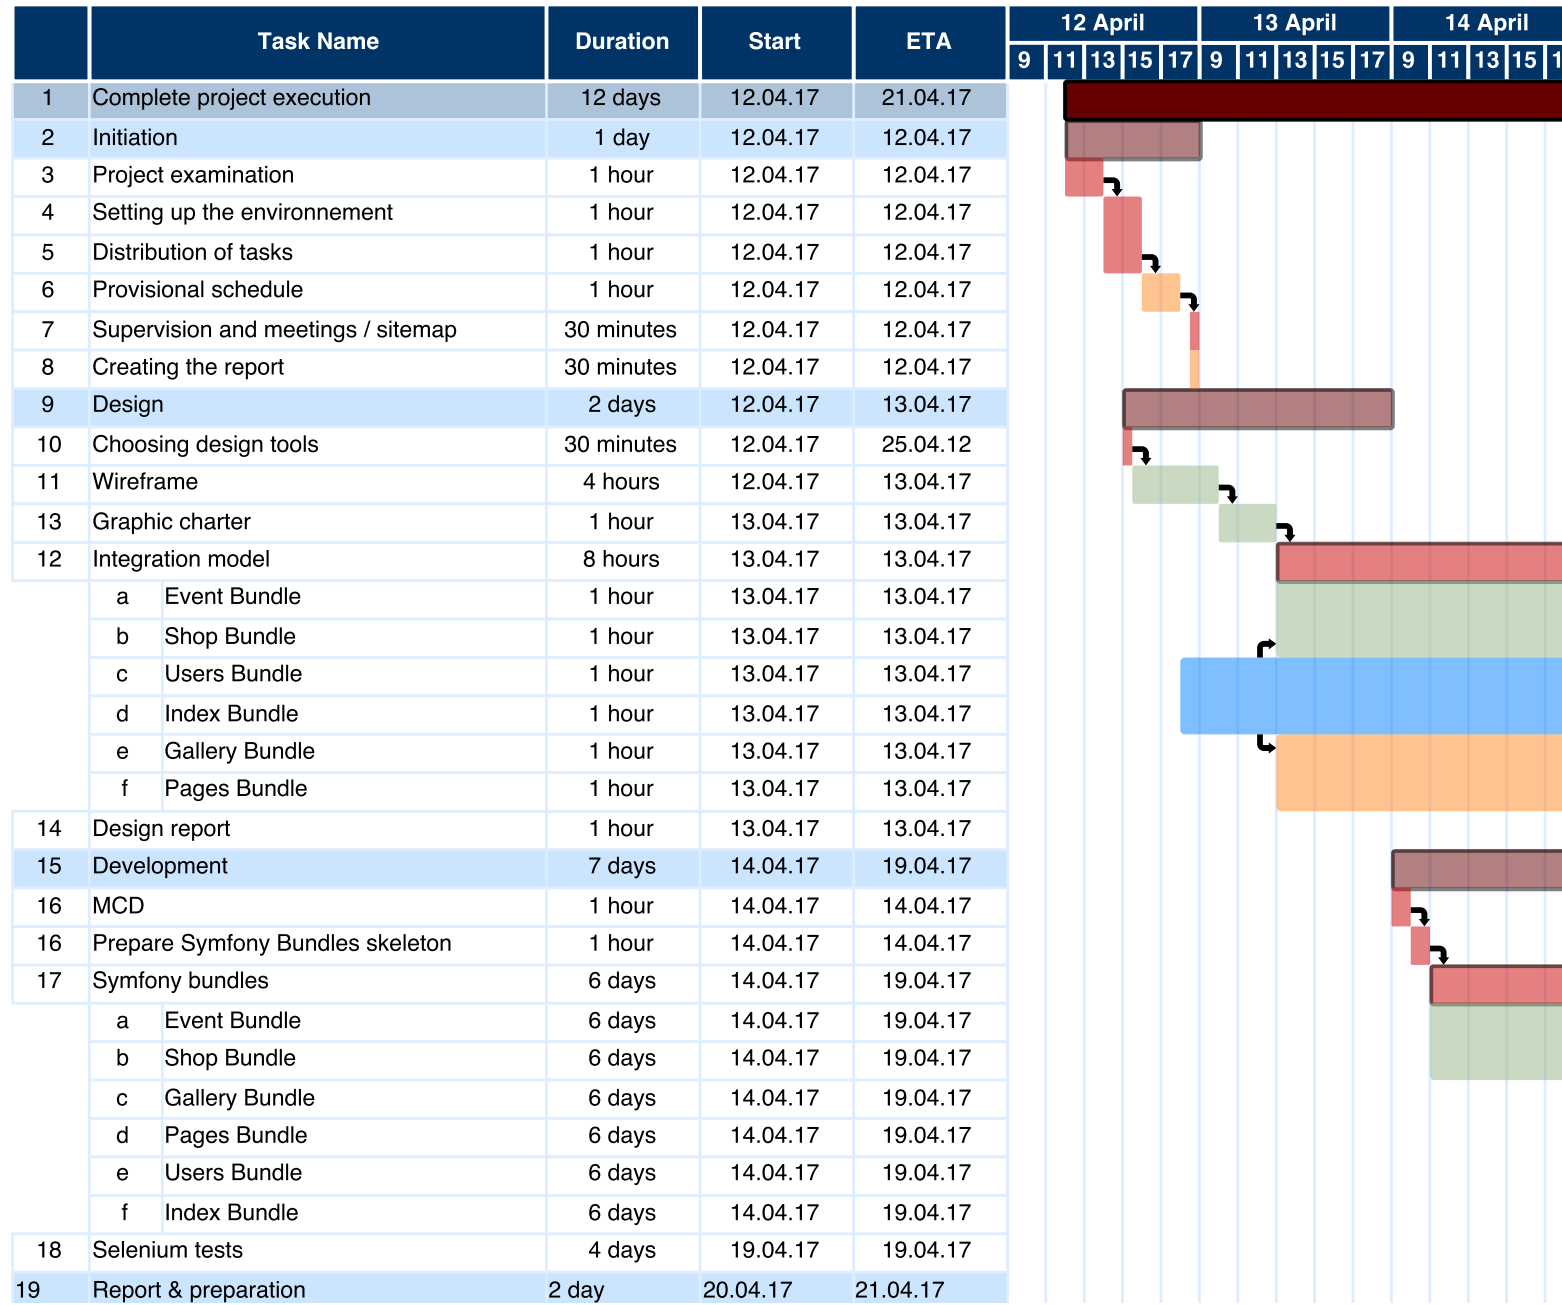 Task Name Duration Start ETA 12 April 13 April 14 April
9 11 13 15 17 9 11 13 15 17 9 11 13 15 1
1 Complete project execution 12 days 12.04.17 21.04.17
2 Initiation 1 day 12.04.17 12.04.17
3 Project examination 1 hour 12.04.17 12.04.17
4 Setting up the environnement 1 hour 12.04.17 12.04.17
5 Distribution of tasks 1 hour 12.04.17 12.04.17
6 Provisional schedule 1 hour 12.04.17 12.04.17
7 Supervision and meetings / sitemap 30 minutes 12.04.17 12.04.17
8 Creating the report 30 minutes 12.04.17 12.04.17
9 Design 2 days 12.04.17 13.04.17
10 Choosing design tools 30 minutes 12.04.17 25.04.12
11 Wireframe 4 hours 12.04.17 13.04.17
13 Graphic charter 1 hour 13.04.17 13.04.17
12 Integration model 8 hours 13.04.17 13.04.17
a Event Bundle 1 hour 13.04.17 13.04.17
b Shop Bundle 1 hour 13.04.17 13.04.17
c Users Bundle 1 hour 13.04.17 13.04.17
d Index Bundle 1 hour 13.04.17 13.04.17
e Gallery Bundle 1 hour 13.04.17 13.04.17
f Pages Bundle 1 hour 13.04.17 13.04.17
14 Design report 1 hour 13.04.17 13.04.17
15 Development 7 days 14.04.17 19.04.17
16 MCD 1 hour 14.04.17 14.04.17
16 Prepare Symfony Bundles skeleton 1 hour 14.04.17 14.04.17
17 Symfony bundles 6 days 14.04.17 19.04.17
a Event Bundle 6 days 14.04.17 19.04.17
b Shop Bundle 6 days 14.04.17 19.04.17
c Gallery Bundle 6 days 14.04.17 19.04.17
d Pages Bundle 6 days 14.04.17 19.04.17
e Users Bundle 6 days 14.04.17 19.04.17
f Index Bundle 6 days 14.04.17 19.04.17
18 Selenium tests 4 days 19.04.17 19.04.17
19 Report & preparation 2 day 20.04.17 21.04.17